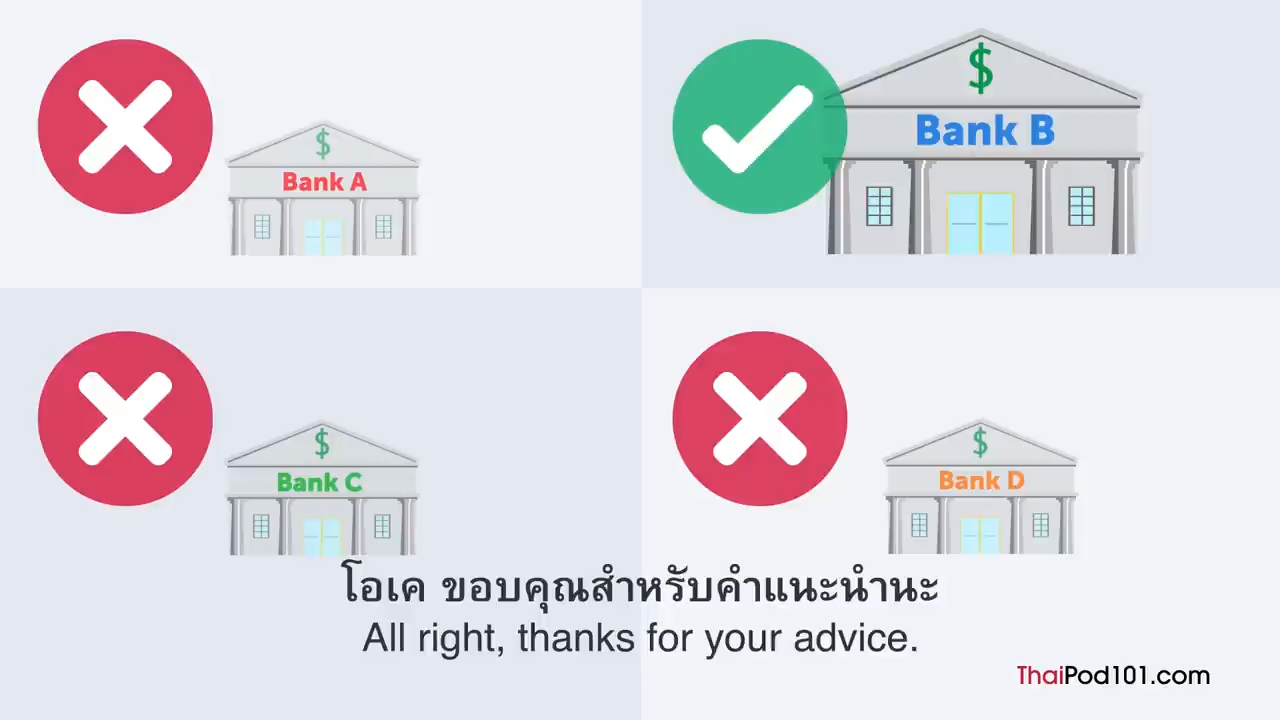 $
Bank A
$
Bank B
$
Bank C
$
Bank D
โอเค ขอบคุณสำหรับคำแนะนำนะ
All right, thanks for your advice.
ThaiPod101.com